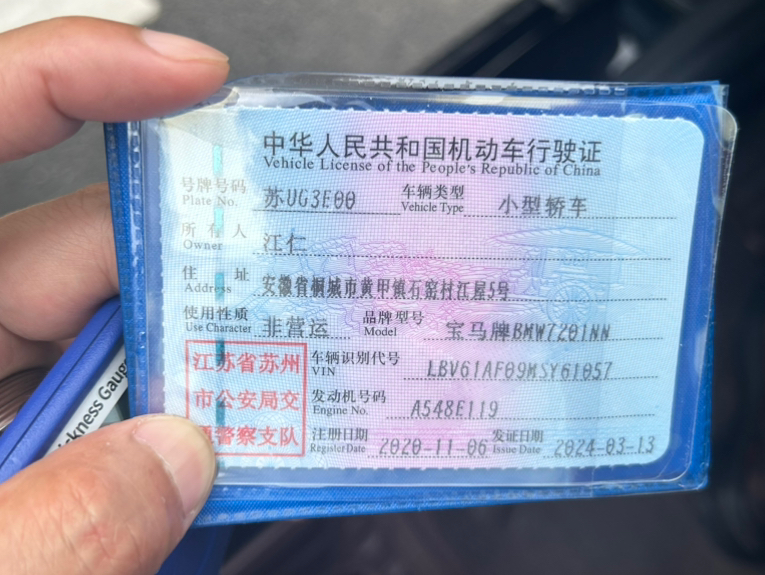 中华人民共和国机动车行驶证
Vehicle License of the People's Republic of China
号牌号码 苏UG3E00 车辆类型 小型轿车
Plate No. Vehicle Type
所有人 江仁
Owner
住址 安徽省桐城市黄甲镇石窑村江屋5号
Address
使用性质 非营运 品牌型号 宝马牌BMW7201NN
Use Character Model
江苏省苏州 车辆识别代号 LBV61AF09MSY61057
VIN
市公安局交 发动机号码 A548E119
Engine No.
警察支队 注册日期 2020-11-06 发证日期 2024-03-13
Register Date Issue Date